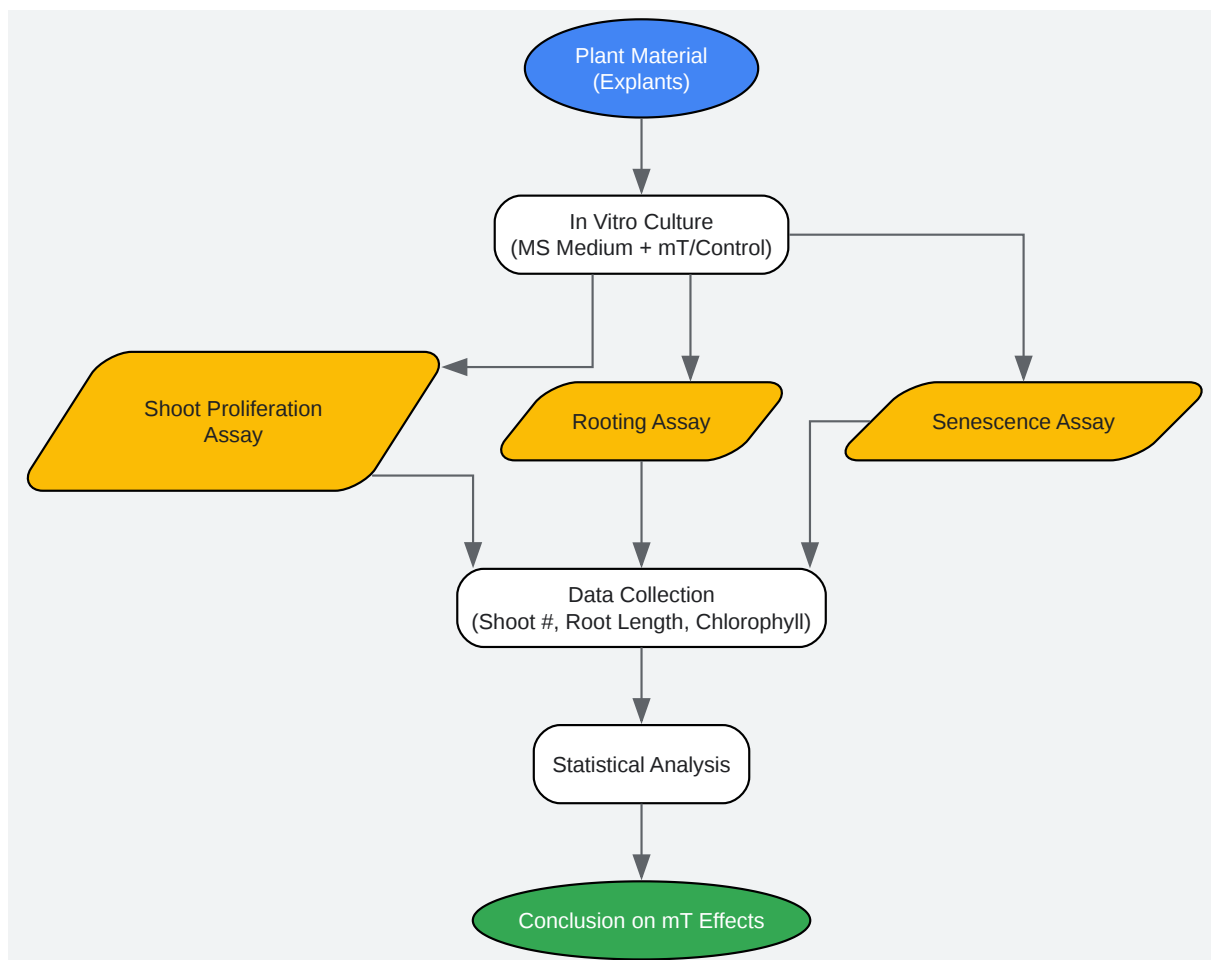 Plant Material
(Explants)
In Vitro Culture
(MS Medium + mT/Control)
Shoot Proliferation
Assay
Rooting Assay
Senescence Assay
Data Collection
(Shoot #, Root Length, Chlorophyll)
Statistical Analysis
Conclusion on mT Effects